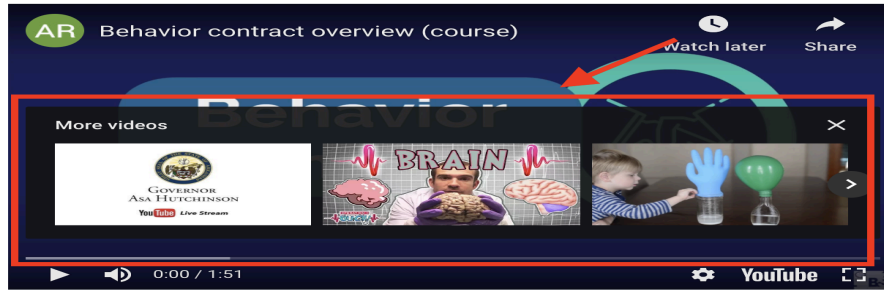 AR Behavior contract overview (course)
Watch later
Share
Behavior
More videos
GOVERNOR
ASA HUTCHINSON
YouTube Live Stream
BRAIN
0:00 / 1:51
YouTube